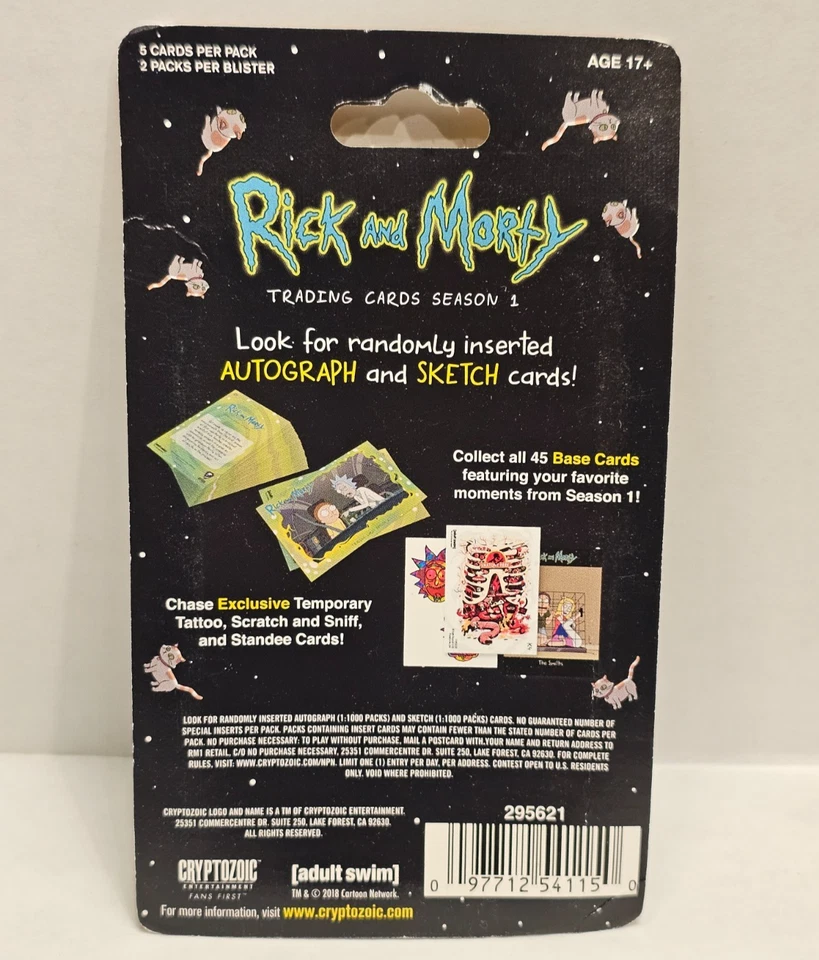 5 CARDS PER PACK
2 PACKS PER BLISTER
AGE 17+
Rick and Morty
TRADING CARDS SEASON 1
Look for randomly inserted
AUTOGRAPH and SKETCH cards!
Rick and Morty
Rick and Morty
Collect all 45 Base Cards
featuring your favorite
moments from Season 1!
Chase Exclusive Temporary
Tattoo, Scratch and Sniff,
and Standee Cards!
The Smiths
LOOK FOR RANDOMLY INSERTED AUTOGRAPH (1:1000 PACKS) AND SKETCH (1:1000 PACKS) CARDS. NO GUARANTEED NUMBER OF
SPECIAL INSERTS PER PACK. PACKS CONTAINING INSERT CARDS MAY CONTAIN FEWER THAN THE STATED NUMBER OF CARDS PER
PACK. NO PURCHASE NECESSARY: TO PLAY WITHOUT PURCHASE, MAIL A POSTCARD WITH YOUR NAME AND RETURN ADDRESS TO
RM1 RETAIL, C/O NO PURCHASE NECESSARY, 25351 COMMERCENTRE DR. SUITE 250, LAKE FOREST, CA 92630. FOR COMPLETE
RULES, VISIT: WWW.CRYPTOZOIC.COM/NPN. LIMIT ONE (1) ENTRY PER DAY, PER ADDRESS. CONTEST OPEN TO U.S. RESIDENTS
ONLY. VOID WHERE PROHIBITED.
CRYPTOZOIC LOGO AND NAME IS A TM OF CRYPTOZOIC ENTERTAINMENT.
25351 COMMERCENTRE DR. SUITE 250, LAKE FOREST, CA 92630.
ALL RIGHTS RESERVED.
295621
0 97712 54115 0
CRYPTOZOIC
ENTERTAINMENT
FANS FIRST
[adult swim]
TM & © 2018 Cartoon Network.
For more information, visit www.cryptozoic.com